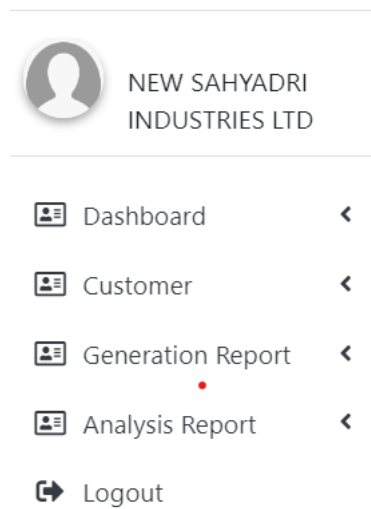 NEW SAHYADRI
INDUSTRIES LTD
Dashboard
Customer
Generation Report
Analysis Report
Logout